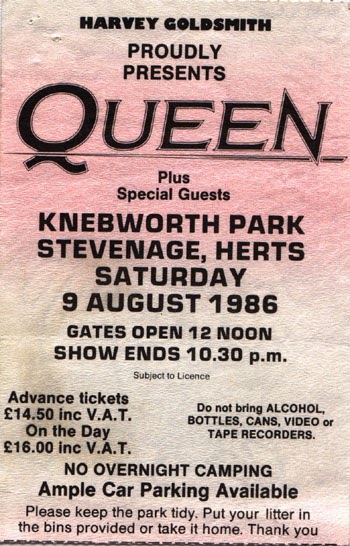 HARVEY GOLDSMITH
PROUDLY
PRESENTS
QUEEN
Plus
Special Guests
KNEBWORTH PARK
STEVENAGE, HERTS
SATURDAY
9 AUGUST 1986
GATES OPEN 12 NOON
SHOW ENDS 10.30 p.m.
Subject to Licence
Advance tickets
£14.50 inc V.A.T.
On the Day
£16.00 inc V.A.T.
Do not bring ALCOHOL,
BOTTLES, CANS, VIDEO or
TAPE RECORDERS.
NO OVERNIGHT CAMPING
Ample Car Parking Available
Please keep the park tidy. Put your litter in
the bins provided or take it home. Thank you